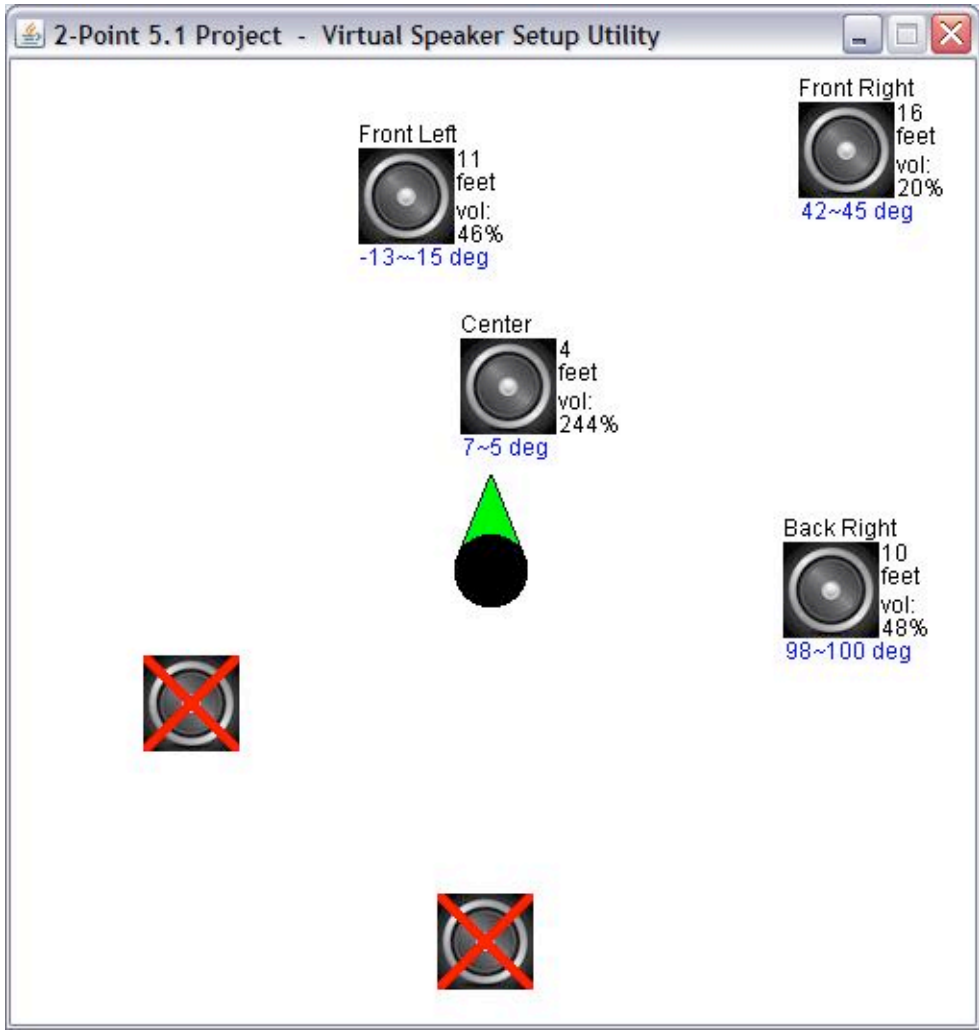 2-Point 5.1 Project - Virtual Speaker Setup Utility
Front Right
16
feet
vol:
20%
42~45 deg
Front Left
11
feet
vol:
46%
-13~-15 deg
Center
4
feet
vol:
244%
7~5 deg
Back Right
10
feet
vol:
48%
98~100 deg